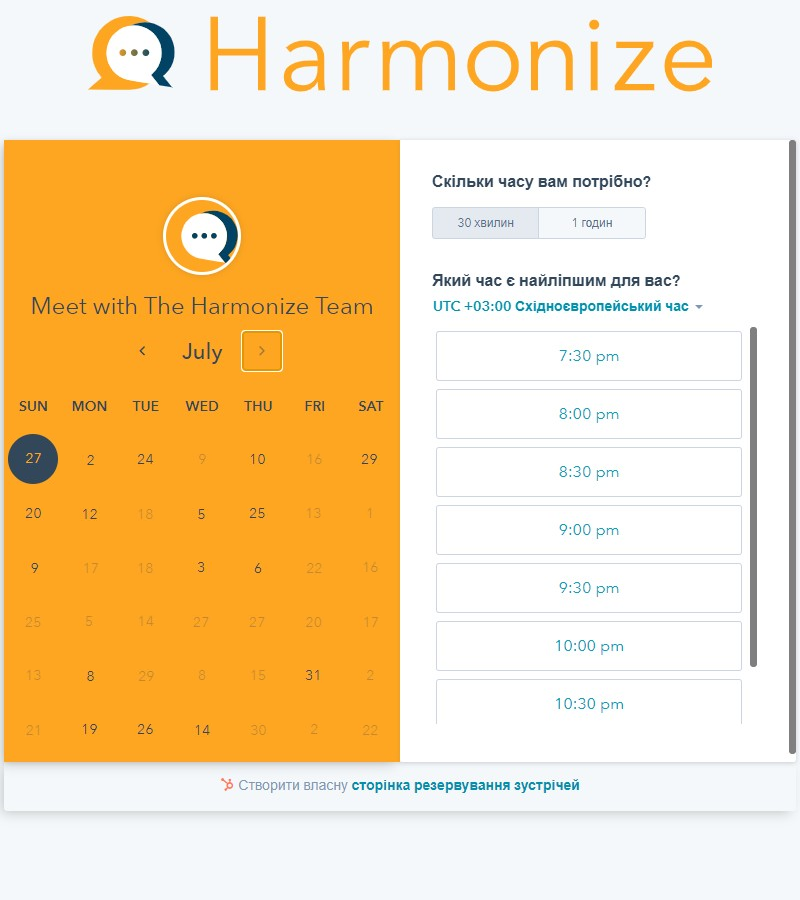 Harmonize
Meet with The Harmonize Team
July
SUN MON TUE WED THU FRI SAT
27 2 24 9 10 16 29
20 12 18 5 25 13 1
9 17 18 3 6 22 16
25 5 14 27 27 20 17
13 8 29 8 15 31 2
21 19 26 14 30 2 22
Скільки часу вам потрібно?
30 хвилин 1 годин
Який час є найліпшим для вас?
UTC +03:00 Східноєвропейський час
7:30 pm
8:00 pm
8:30 pm
9:00 pm
9:30 pm
10:00 pm
10:30 pm
Створити власну сторінка резервування зустрічей